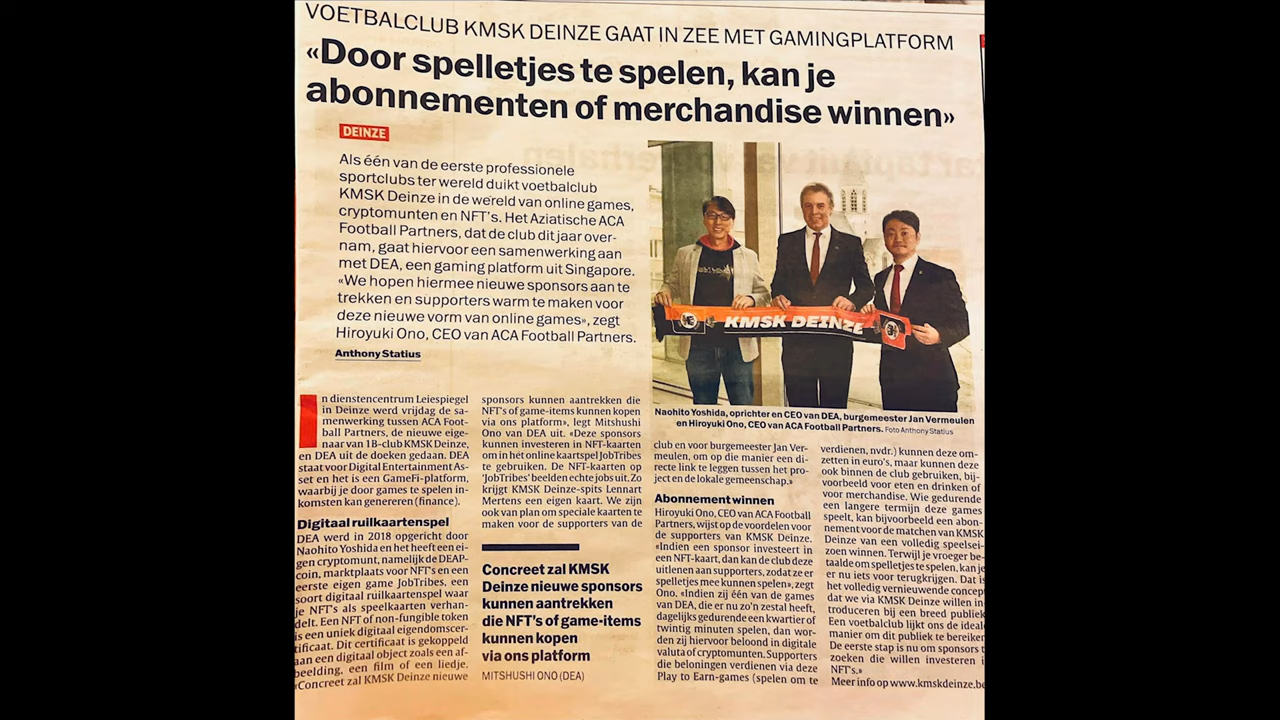 VOETBALCLUB KMSK DEINZE GAAT IN ZEE MET GAMINGPLATFORM
«Door spelletjes te spelen, kan je
abonnementen of merchandise winnen»
DEINZE
Als één van de eerste professionele
sportclubs ter wereld duikt voetbalclub
KMSK Deinze in de wereld van online games,
cryptomunten en NFT's. Het Aziatische ACA
Football Partners, dat de club dit jaar over-
nam, gaat hiervoor een samenwerking aan
met DEA, een gaming platform uit Singapore.
«We hopen hiermee nieuwe sponsors aan te
trekken en supporters warm te maken voor
deze nieuwe vorm van online games», zegt
Hiroyuki Ono, CEO van ACA Football Partners.
Anthony Statius
KMSK DEINZE
Naohito Yoshida, oprichter en CEO van DEA, burgemeester Jan Vermeulen
en Hiroyuki Ono, CEO van ACA Football Partners. Foto Anthony Statius
In dienstencentrum Leiespiegel
in Deinze werd vrijdag de sa-
menwerking tussen ACA Foot-
ball Partners, de nieuwe eige-
naar van 1B-club KMSK Deinze,
en DEA uit de doeken gedaan. DEA
staat voor Digital Entertainment As-
set en het is een GameFi-platform,
waarbij je door games te spelen in-
komsten kan genereren (finance).
Digitaal ruilkaartenspel
DEA werd in 2018 opgericht door
Naohito Yoshida en het heeft een ei-
gen cryptomunt, namelijk de DEAP-
coin, marktplaats voor NFT's en een
eerste eigen game JobTribes, een
soort digitaal ruilkaartenspel waar
je NFT's als speelkaarten verhan-
delt. Een NFT of non-fungible token
is een uniek digitaal eigendomscer-
tificaat. Dit certificaat is gekoppeld
aan een digitaal object zoals een af-
beelding, een film of een liedje.
«Concreet zal KMSK Deinze nieuwe
sponsors kunnen aantrekken die
NFT's of game-items kunnen kopen
via ons platform», legt Mitshushi
Ono van DEA uit. «Deze sponsors
kunnen investeren in NFT-kaarten
om in hét online kaartspel JobTribes
te gebruiken. De NFT-kaarten op
'JobTribes' beelden echte jobs uit. Zo
krijgt KMSK Deinze-spits Lennart
Mertens een eigen kaart. We zijn
ook van plan om speciale kaarten te
maken voor de supporters van de
Concreet zal KMSK
Deinze nieuwe sponsors
kunnen aantrekken
die NFT's of game-items
kunnen kopen
via ons platform
MITSHUSHI ONO (DEA)
club en voor burgemeester Jan Ver-
meulen, om op die manier een di-
recte link te leggen tussen het pro-
ject en de lokale gemeenschap.»
Abonnement winnen
Hiroyuki Ono, CEO van ACA Football
Partners, wijst op de voordelen voor
de supporters van KMSK Deinze.
«Indien een sponsor investeert in
een NFT-kaart, dan kan de club deze
uitlenen aan supporters, zodat ze er
spelletjes mee kunnen spelen», zegt
Ono. «Indien zij één van de games
van DEA, die er nu zo'n zestal heeft,
dagelijks gedurende een kwartier of
twintig minuten spelen, dan wor-
den zij hiervoor beloond in digitale
valuta of cryptomunten. Supporters
die beloningen verdienen via deze
Play to Earn-games (spelen om te
verdienen, nvdr.) kunnen deze om-
zetten in euro's, maar kunnen deze
ook binnen de club gebruiken, bij-
voorbeeld voor eten en drinken of
voor merchandise. Wie gedurende
een langere termijn deze games
speelt, kan bijvoorbeeld een abon-
nement voor de matchen van KMSK
Deinze van een volledig speelsei-
zoen winnen. Terwijl je vroeger be-
taalde om spelletjes te spelen, kan je
er nu iets voor terugkrijgen. Dat is
het volledig vernieuwende concep
dat we via KMSK Deinze willen in-
troduceren bij een breed publiek
Een voetbalclub lijkt ons de ideal
manier om dit publiek te bereiken
De eerste stap is nu om sponsors t
zoeken die willen investeren i
NFT's.»
Meer info op www.kmskdeinze.be